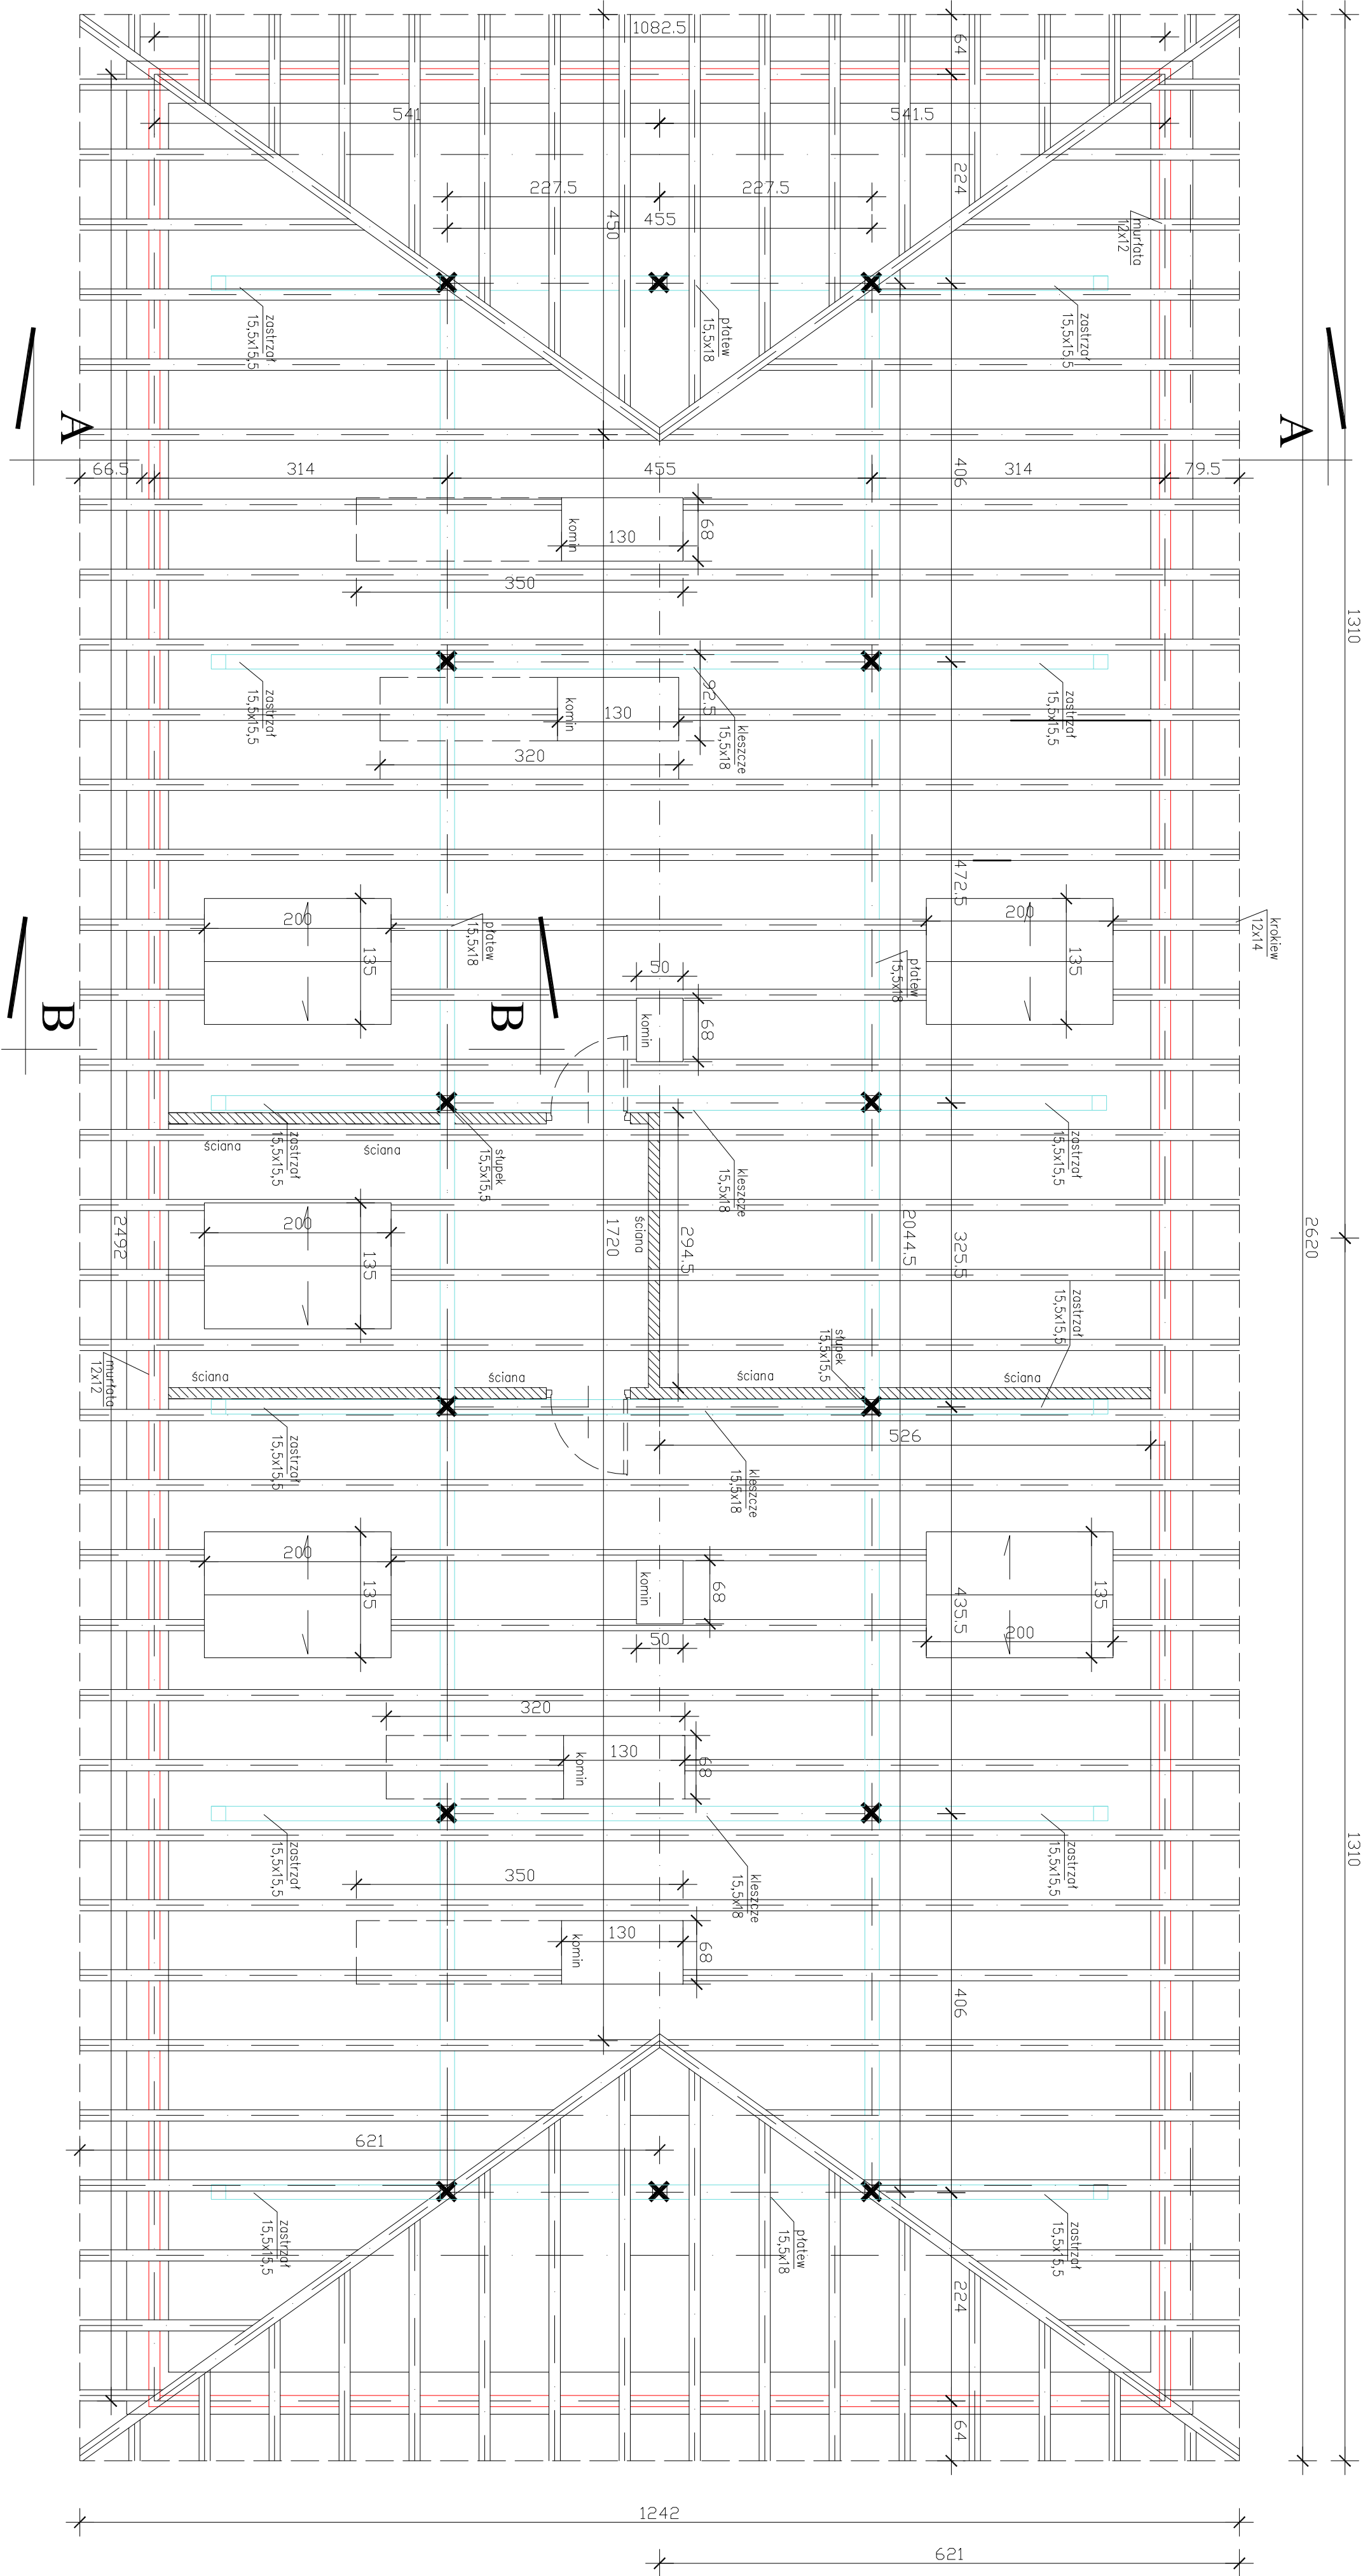 1082.5
64
541
541.5
224
227.5
227.5
455
450
murłata
12x12
zastrzał
15,5x15,5
płatew
15,5x18
zastrzał
15,5x15,5
A
A
66.5
314
455
406
314
79.5
komin
130
68
350
1310
zastrzał
15,5x15,5
komin
130
92.5
kleszcze
15,5x18
zastrzał
15,5x15,5
320
472.5
200
135
płatew
15,5x18
200
135
płatew
15,5x18
krokiew
12x14
B
B
50
68
komin
ściana
ściana
zastrzał
15,5x15,5
słupek
15,5x15,5
kleszcze
15,5x18
zastrzał
15,5x15,5
2492
200
135
1720
ściana
294.5
2044.5
325.5
2620
zastrzał
15,5x15,5
słupek
15,5x15,5
murłata
12x12
ściana
ściana
ściana
ściana
526
zastrzał
15,5x15,5
kleszcze
15,5x18
200
135
komin
68
50
435.5
135
200
320
130
68
komin
zastrzał
15,5x15,5
kleszcze
15,5x18
zastrzał
15,5x15,5
350
1310
130
68
komin
406
621
zastrzał
15,5x15,5
płatew
15,5x18
zastrzał
15,5x15,5
224
64
1242
621